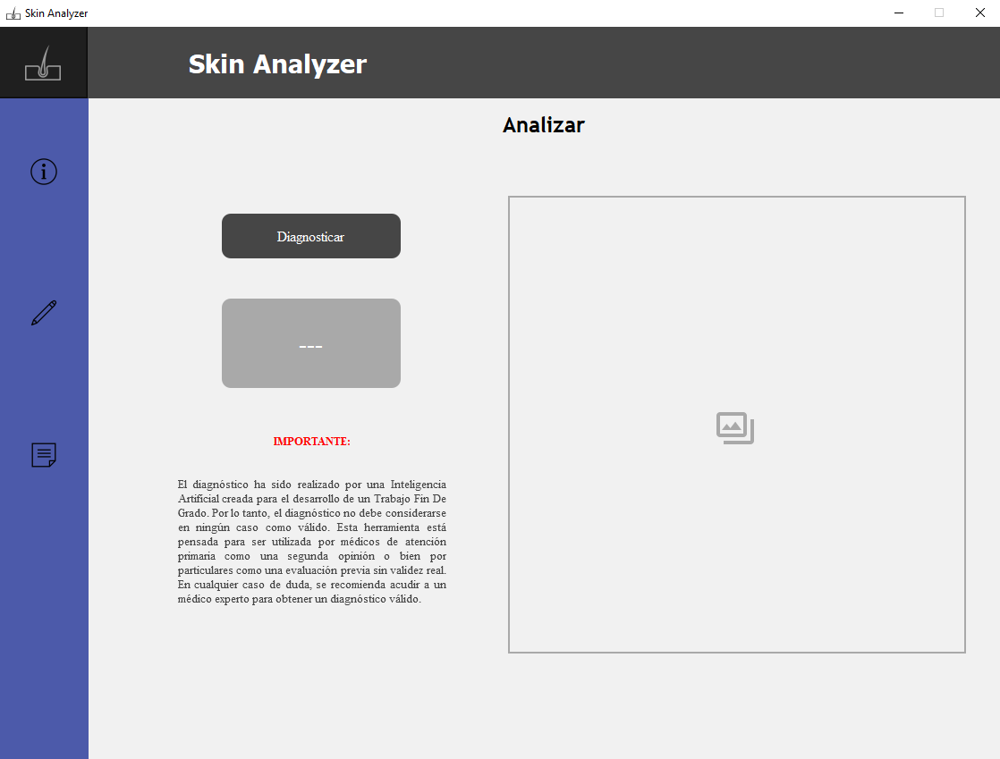 Skin Analyzer
Skin Analyzer
Analizar
Diagnosticar
---
IMPORTANTE:
El diagnóstico ha sido realizado por una Inteligencia
Artificial creada para el desarrollo de un Trabajo Fin De
Grado. Por lo tanto, el diagnóstico no debe considerarse
en ningún caso como válido. Esta herramienta está
pensada para ser utilizada por médicos de atención
primaria como una segunda opinión o bien por
particulares como una evaluación previa sin validez real.
En cualquier caso de duda, se recomienda acudir a un
médico experto para obtener un diagnóstico válido.